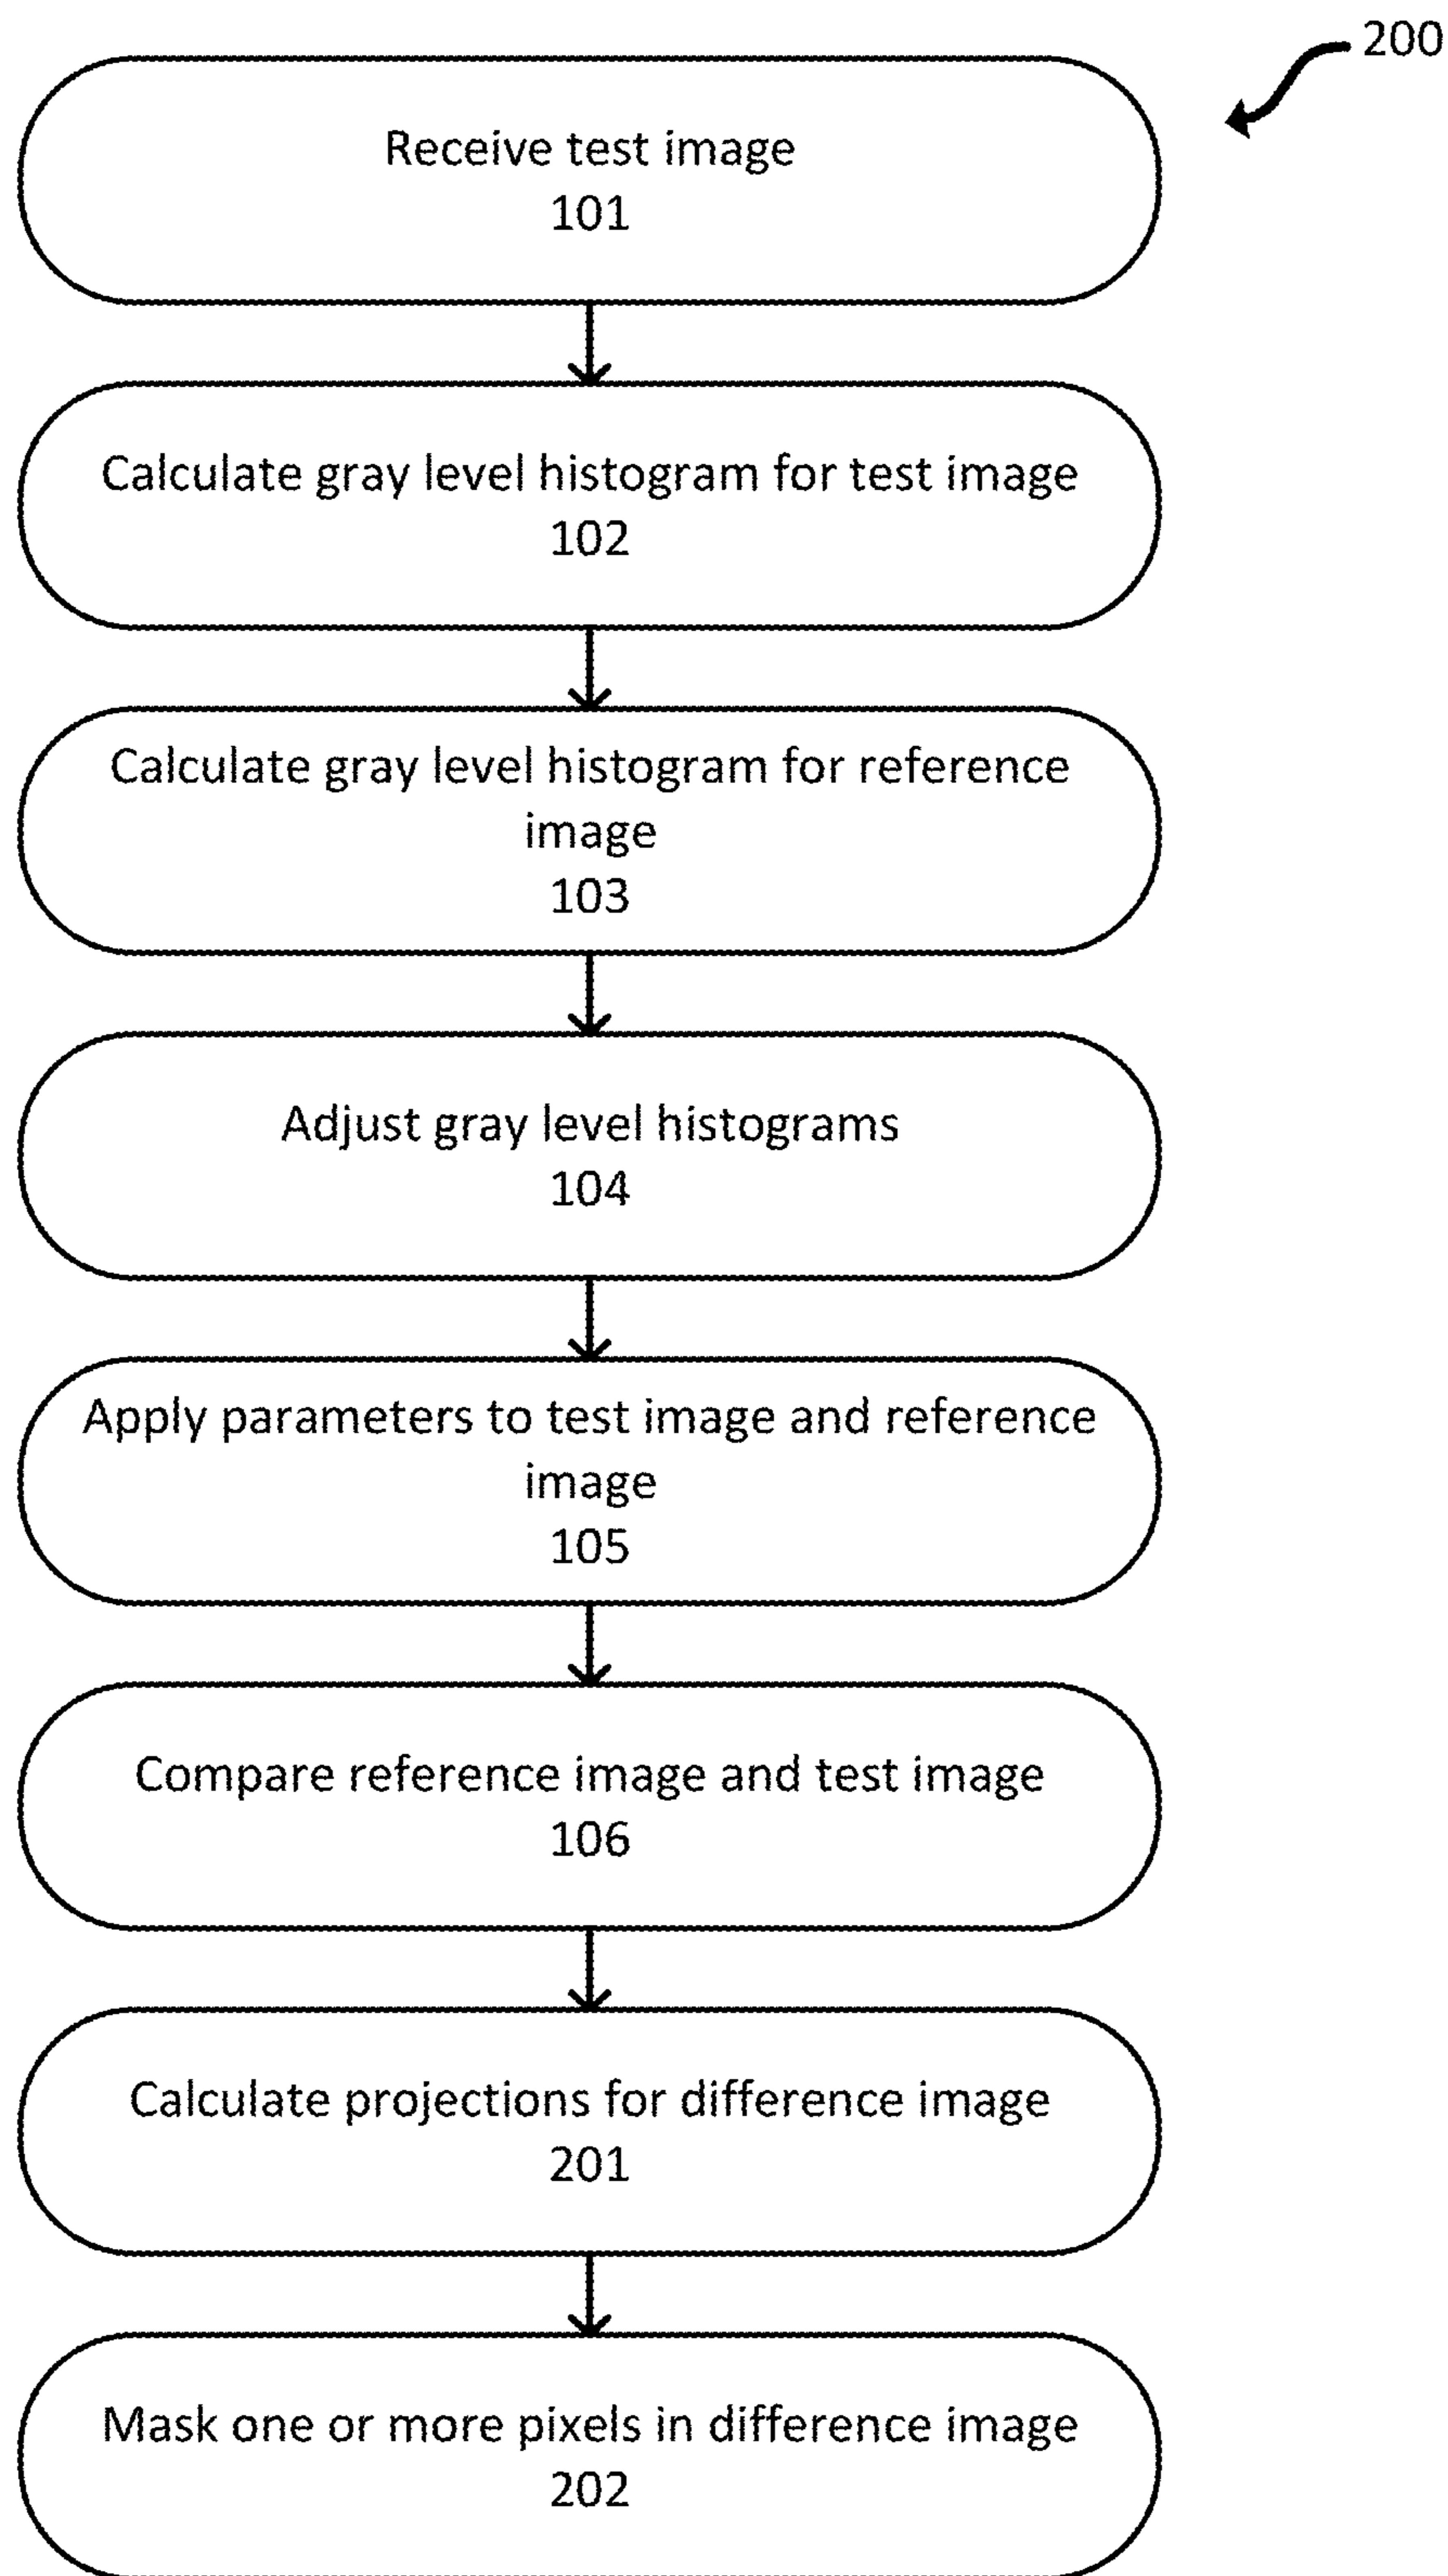 200
Receive test image
101
Calculate gray level histogram for test image
102
Calculate gray level histogram for reference
image
103
Adjust gray level histograms
104
Apply parameters to test image and reference
image
105
Compare reference image and test image
106
Calculate projections for difference image
201
Mask one or more pixels in difference image
202